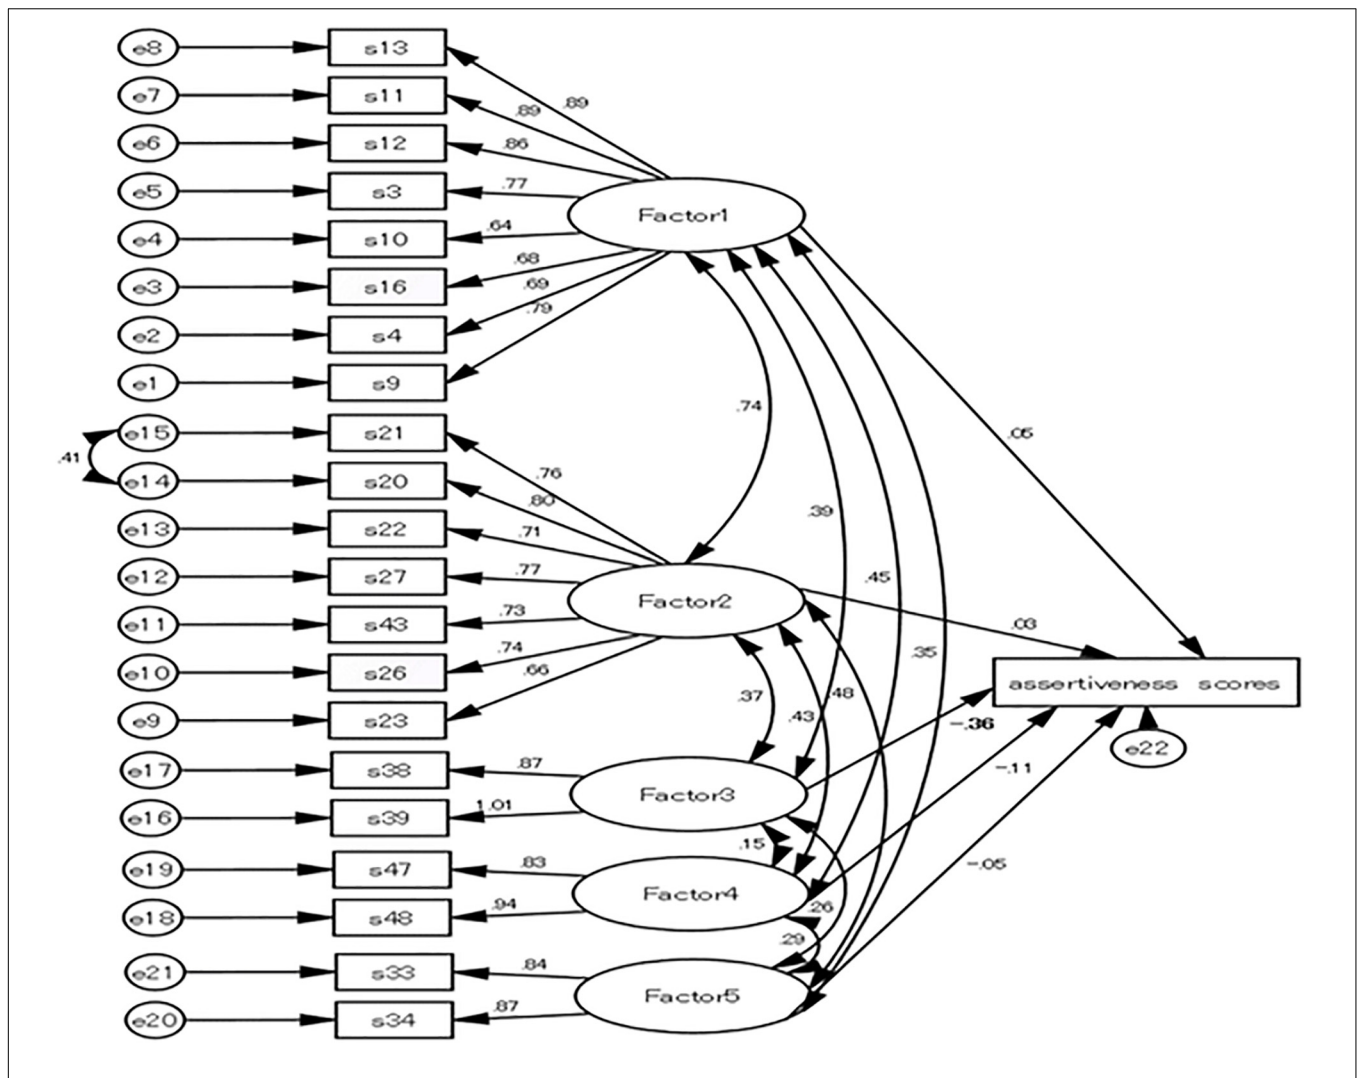 e8 s13
.89
e7 s11 .89
e6 s12 .86
e5 s3 .77
Factor1
e4 s10 .64
.68
e3 s16
.69
.79
e2 s4
e1 s9
.74
e15 s21 .05
.41
.76
e14 s20
.80
.39
e13 s22 .71
e12 s27 .77 .45
Factor2
e11 s43 .73 .03
.74 .35
e10 s26 .66
assertiveness scores
.37 .48
e9 s23 .43 -.36
e22
e17 s38 .87 -.11
Factor3
e16 s39 1.01
.15
e19 s47 .83 -.05
Factor4
e18 s48 .94 .26
.29
e21 s33 .84
Factor5
e20 s34 .87